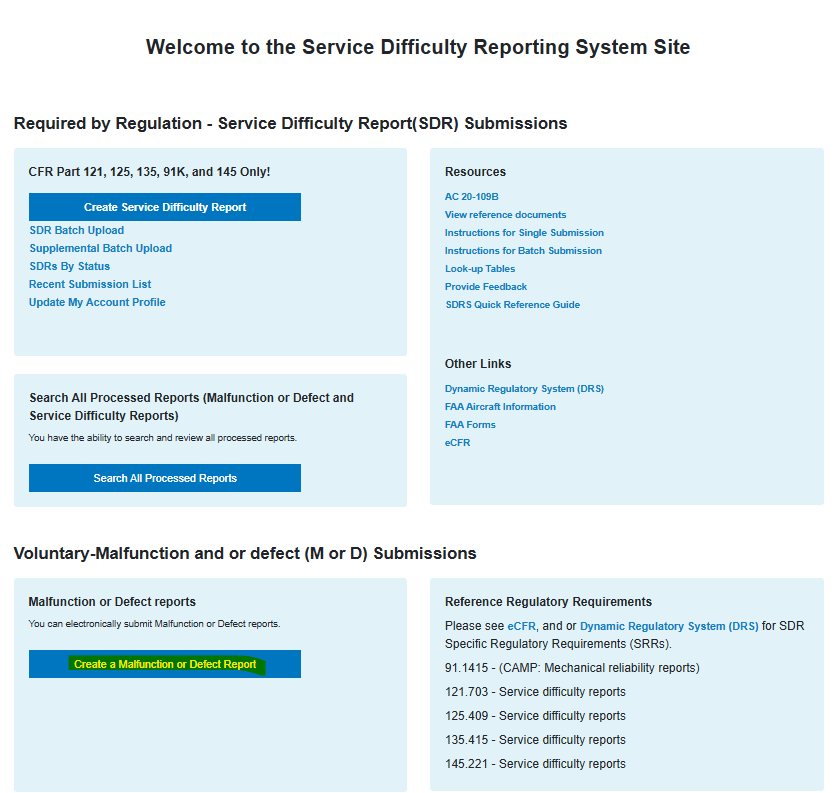 Welcome to the Service Difficulty Reporting System Site
Required by Regulation - Service Difficulty Report(SDR) Submissions
CFR Part 121, 125, 135, 91K, and 145 Only!
Create Service Difficulty Report
SDR Batch Upload
Supplemental Batch Upload
SDRs By Status
Recent Submission List
Update My Account Profile
Search All Processed Reports (Malfunction or Defect and
Service Difficulty Reports)
You have the ability to search and review all processed reports.
Search All Processed Reports
Resources
AC 20-109B
View reference documents
Instructions for Single Submission
Instructions for Batch Submission
Look-up Tables
Provide Feedback
SDRS Quick Reference Guide
Other Links
Dynamic Regulatory System (DRS)
FAA Aircraft Information
FAA Forms
eCFR
Voluntary-Malfunction and or defect (M or D) Submissions
Malfunction or Defect reports
You can electronically submit Malfunction or Defect reports.
Create a Malfunction or Defect Report
Reference Regulatory Requirements
Please see eCFR, and or Dynamic Regulatory System (DRS) for SDR
Specific Regulatory Requirements (SRRs).
91.1415 - (CAMP: Mechanical reliability reports)
121.703 - Service difficulty reports
125.409 - Service difficulty reports
135.415 - Service difficulty reports
145.221 - Service difficulty reports